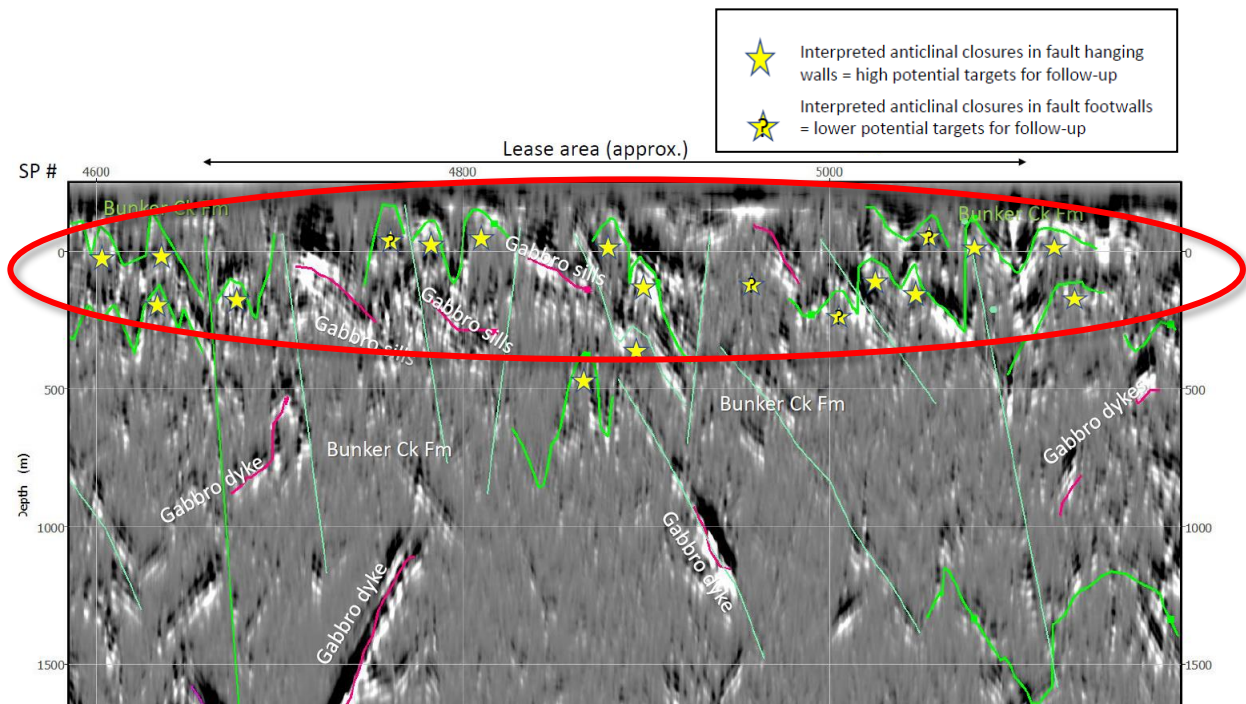 Interpreted anticlinal closures in fault hanging
walls = high potential targets for follow-up
?
Interpreted anticlinal closures in fault footwalls
= lower potential targets for follow-up
Lease area (approx.)
SP #
4600
4800
5000
Bunker Ck Fm
Bunker Ck Fm
?
?
0
0
Gabbro sills
?
Gabbro sills
?
Gabbro sills
500
500
Bunker Ck Fm
Gabbro dykes
Bunker Ck Fm
Gabbro dyke
Depth (m)
1000
1000
Gabbro dyke
Gabbro dyke
1500
1500